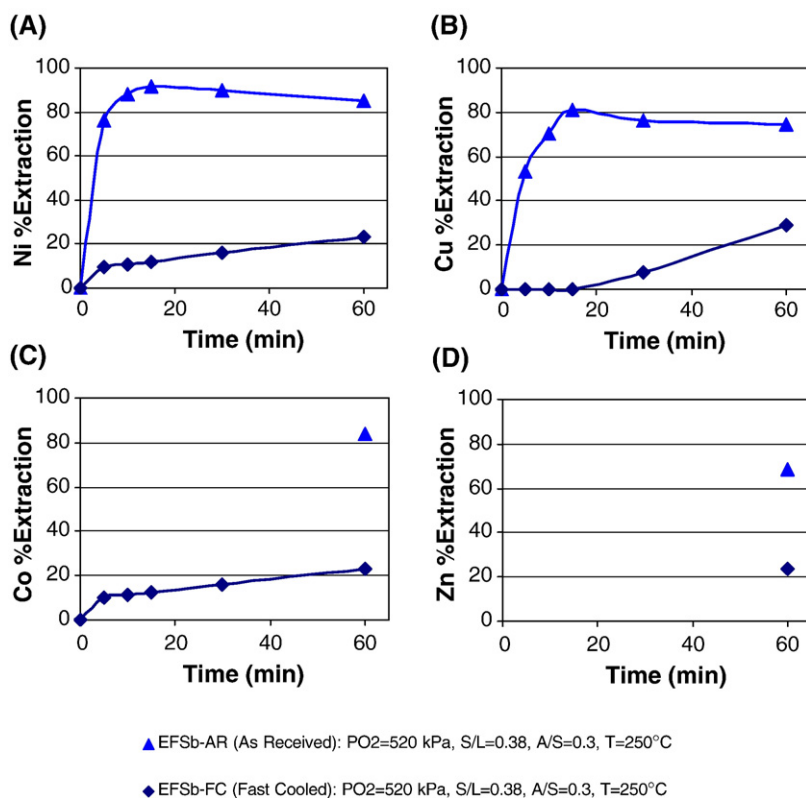 (A)
100
80
60
40
20
0
Ni %Extraction
0 20 40 60
Time (min)
(B)
100
80
60
40
20
0
Cu %Extraction
0 20 40 60
Time (min)
(C)
100
80
60
40
20
0
Co %Extraction
0 20 40 60
Time (min)
(D)
100
80
60
40
20
0
Zn %Extraction
0 20 40 60
Time (min)
EFSb-AR (As Received): PO2=520 kPa, S/L=0.38, A/S=0.3, T=250°C
EFSb-FC (Fast Cooled): PO2=520 kPa, S/L=0.38, A/S=0.3, T=250°C